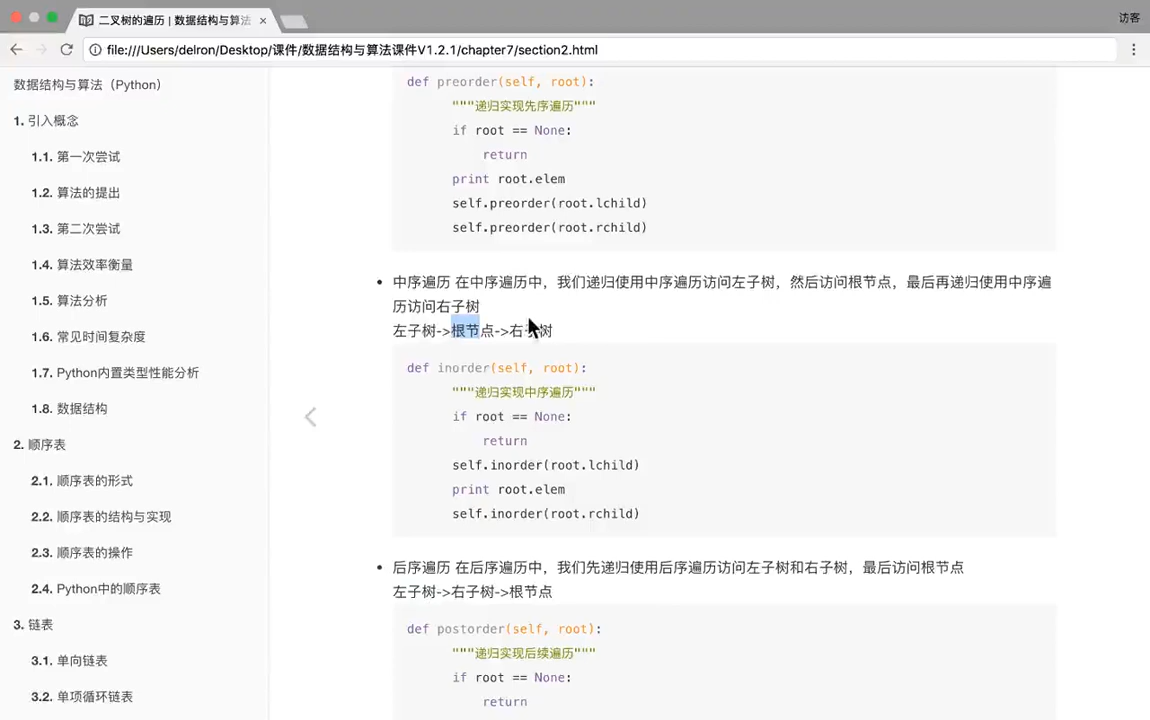 二叉树的遍历 | 数据结构与算法
访客
file:///Users/delron/Desktop/课件/数据结构与算法课件V1.2.1/chapter7/section2.html
数据结构与算法（Python）
1. 引入概念
1.1. 第一次尝试
1.2. 算法的提出
1.3. 第二次尝试
1.4. 算法效率衡量
1.5. 算法分析
1.6. 常见时间复杂度
1.7. Python内置类型性能分析
1.8. 数据结构
2. 顺序表
2.1. 顺序表的形式
2.2. 顺序表的结构与实现
2.3. 顺序表的操作
2.4. Python中的顺序表
3. 链表
3.1. 单向链表
3.2. 单项循环链表
def preorder(self, root):
"""递归实现先序遍历"""
if root == None:
return
print root.elem
self.preorder(root.lchild)
self.preorder(root.rchild)
• 中序遍历 在中序遍历中，我们递归使用中序遍历访问左子树，然后访问根节点，最后再递归使用中序遍
历访问右子树
左子树->根节点->右子树
def inorder(self, root):
"""递归实现中序遍历"""
if root == None:
return
self.inorder(root.lchild)
print root.elem
self.inorder(root.rchild)
• 后序遍历 在后序遍历中，我们先递归使用后序遍历访问左子树和右子树，最后访问根节点
左子树->右子树->根节点
def postorder(self, root):
"""递归实现后续遍历"""
if root == None:
return